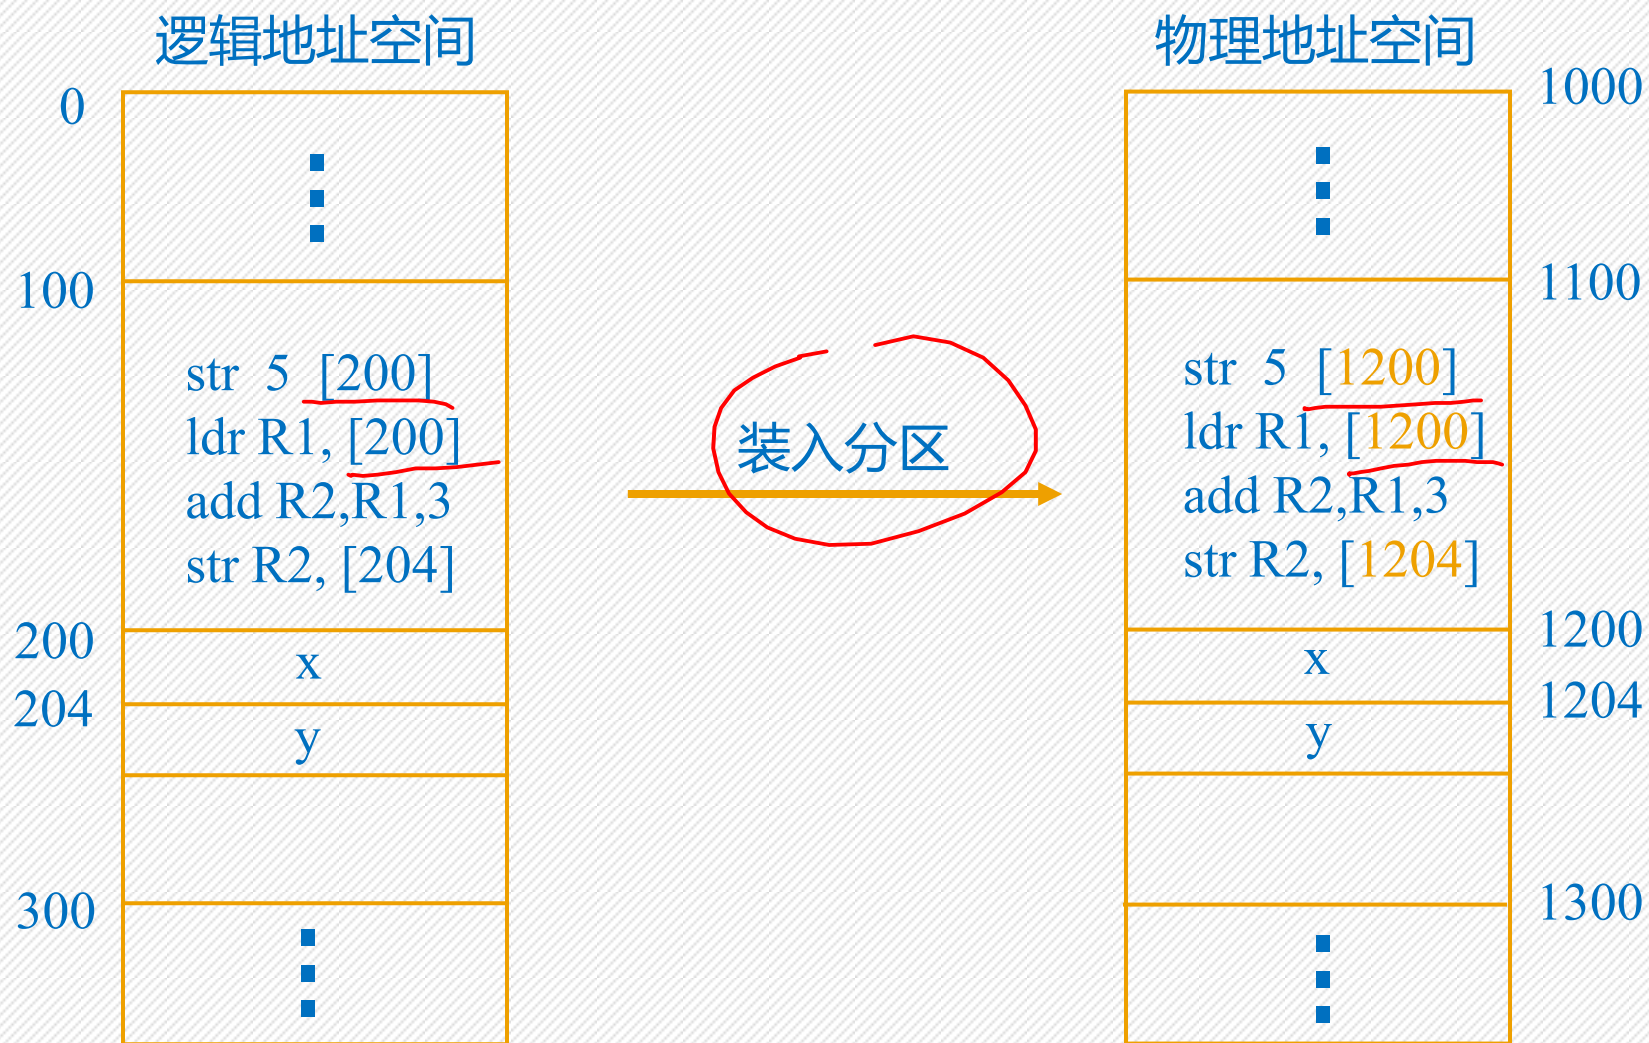 逻辑地址空间
0
100
str 5 [200]
ldr R1, [200]
add R2,R1,3
str R2, [204]
200
x
204
y
300
装入分区
物理地址空间
1000
1100
str 5 [1200]
ldr R1, [1200]
add R2,R1,3
str R2, [1204]
1200
x
1204
y
1300